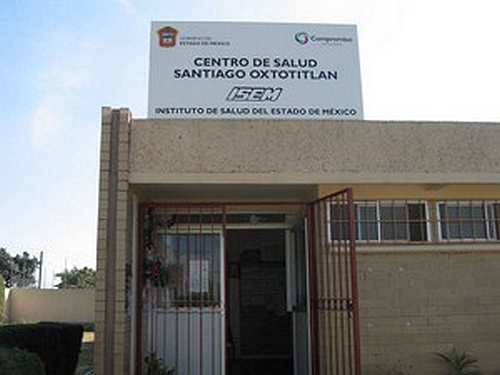 GOBIERNO DEL
ESTADO DE MÉXICO
Compromiso
CENTRO DE SALUD
SANTIAGO OXTOTITLAN
ISEM
INSTITUTO DE SALUD DEL ESTADO DE MÉXICO